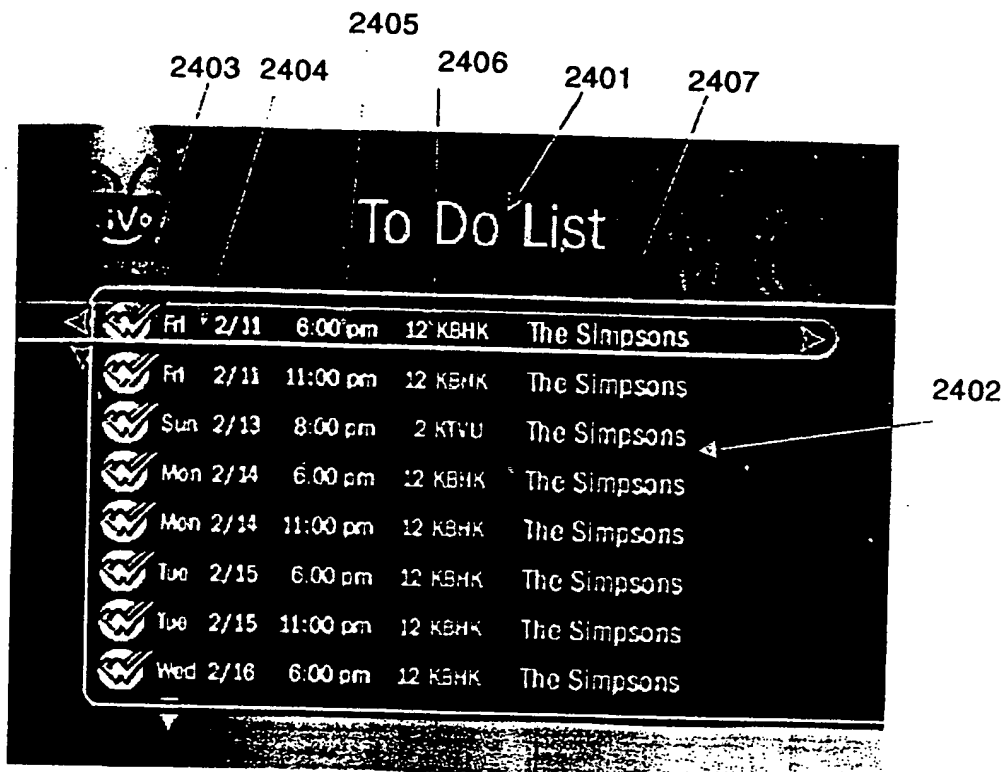 2405
2403 2404 2406 2401 2407
iVo
To Do List
Fri 2/11 6:00 pm 12 KBHK The Simpsons
Fri 2/11 11:00 pm 12 KBHK The Simpsons
2402
Sun 2/13 8:00 pm 2 KTVU The Simpsons
Mon 2/14 6:00 pm 12 KBHK The Simpsons
Mon 2/14 11:00 pm 12 KBHK The Simpsons
Tue 2/15 6:00 pm 12 KBHK The Simpsons
Tue 2/15 11:00 pm 12 KBHK The Simpsons
Wed 2/16 6:00 pm 12 KBHK The Simpsons